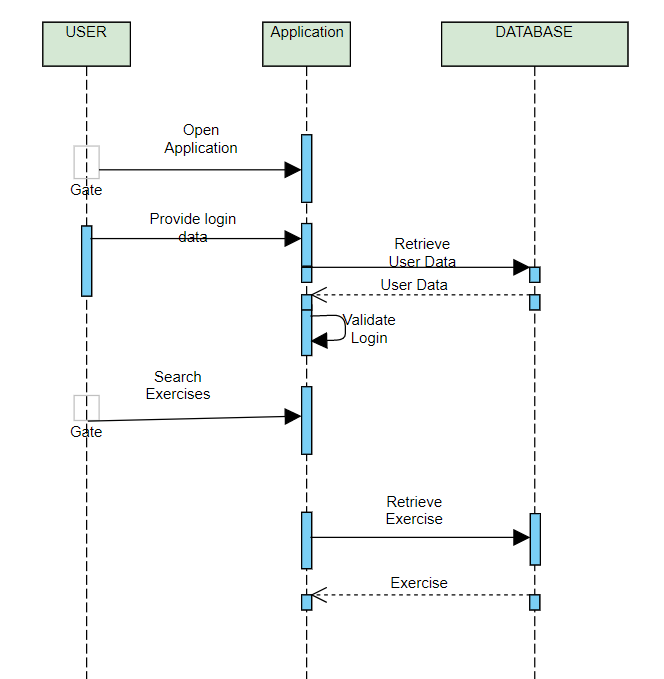 USER
Application
DATABASE
Open
Application
Gate
Provide login
data
Retrieve
User Data
User Data
Validate
Login
Search
Exercises
Gate
Retrieve
Exercise
Exercise